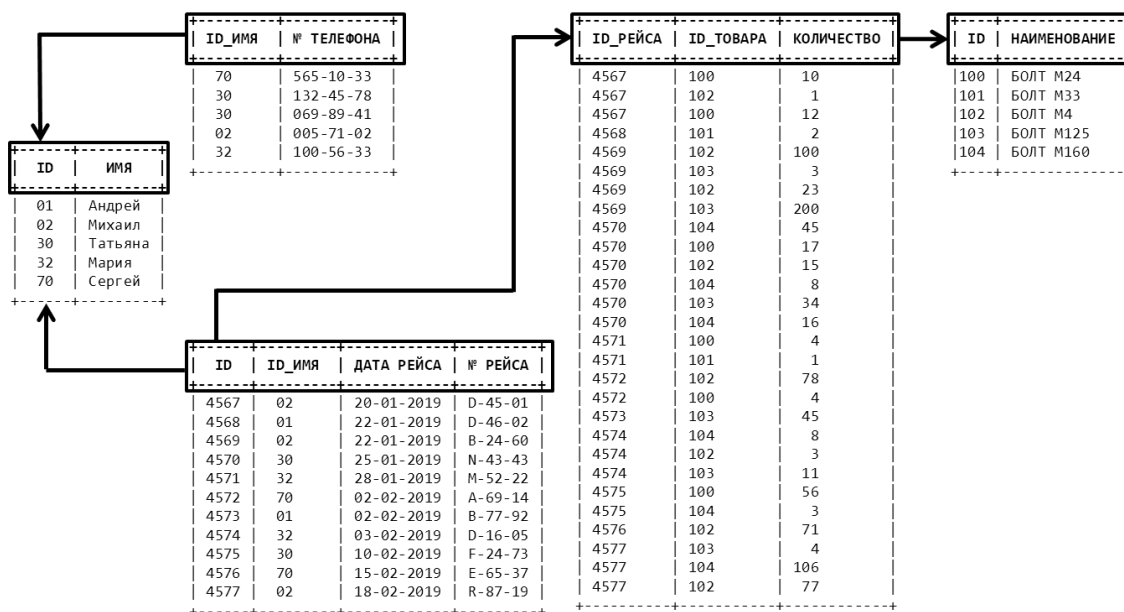 ID_ИМЯ | № ТЕЛЕФОНА
70 | 565-10-33
30 | 132-45-78
30 | 069-89-41
02 | 005-71-02
32 | 100-56-33
ID | ИМЯ
01 | Андрей
02 | Михаил
30 | Татьяна
32 | Мария
70 | Сергей
ID | ID_ИМЯ | ДАТА РЕЙСА | № РЕЙСА
4567 | 02 | 20-01-2019 | D-45-01
4568 | 01 | 22-01-2019 | D-46-02
4569 | 02 | 22-01-2019 | B-24-60
4570 | 30 | 25-01-2019 | N-43-43
4571 | 32 | 28-01-2019 | M-52-22
4572 | 70 | 02-02-2019 | A-69-14
4573 | 01 | 02-02-2019 | B-77-92
4574 | 32 | 03-02-2019 | D-16-05
4575 | 30 | 10-02-2019 | F-24-73
4576 | 70 | 15-02-2019 | E-65-37
4577 | 02 | 18-02-2019 | R-87-19
ID_РЕЙСА | ID_ТОВАРА | КОЛИЧЕСТВО
4567 | 100 | 10
4567 | 102 | 1
4567 | 100 | 12
4568 | 101 | 2
4569 | 102 | 100
4569 | 103 | 3
4569 | 102 | 23
4569 | 103 | 200
4570 | 104 | 45
4570 | 100 | 17
4570 | 102 | 15
4570 | 104 | 8
4570 | 103 | 34
4570 | 104 | 16
4571 | 100 | 4
4571 | 101 | 1
4572 | 102 | 78
4572 | 100 | 4
4573 | 103 | 45
4574 | 104 | 8
4574 | 102 | 3
4574 | 103 | 11
4575 | 100 | 56
4575 | 104 | 3
4576 | 102 | 71
4577 | 103 | 4
4577 | 104 | 106
4577 | 102 | 77
ID | НАИМЕНОВАНИЕ
100 | БОЛТ М24
101 | БОЛТ М33
102 | БОЛТ М4
103 | БОЛТ М125
104 | БОЛТ М160